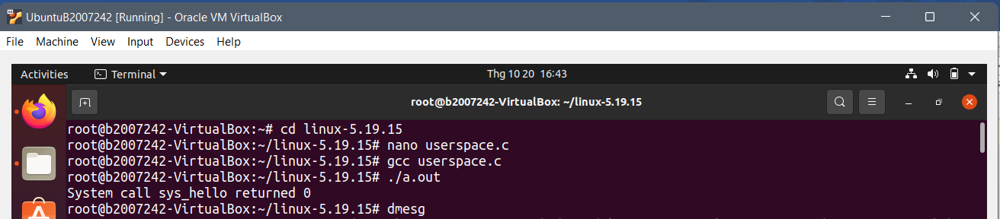 UbuntuB2007242 [Running] - Oracle VM VirtualBox
File Machine View Input Devices Help
Activities Terminal Thg 10 20 16:43
root@b2007242-VirtualBox: ~/linux-5.19.15
root@b2007242-VirtualBox:~# cd linux-5.19.15
root@b2007242-VirtualBox:~/linux-5.19.15# nano userspace.c
root@b2007242-VirtualBox:~/linux-5.19.15# gcc userspace.c
root@b2007242-VirtualBox:~/linux-5.19.15# ./a.out
System call sys_hello returned 0
root@b2007242-VirtualBox:~/linux-5.19.15# dmesg